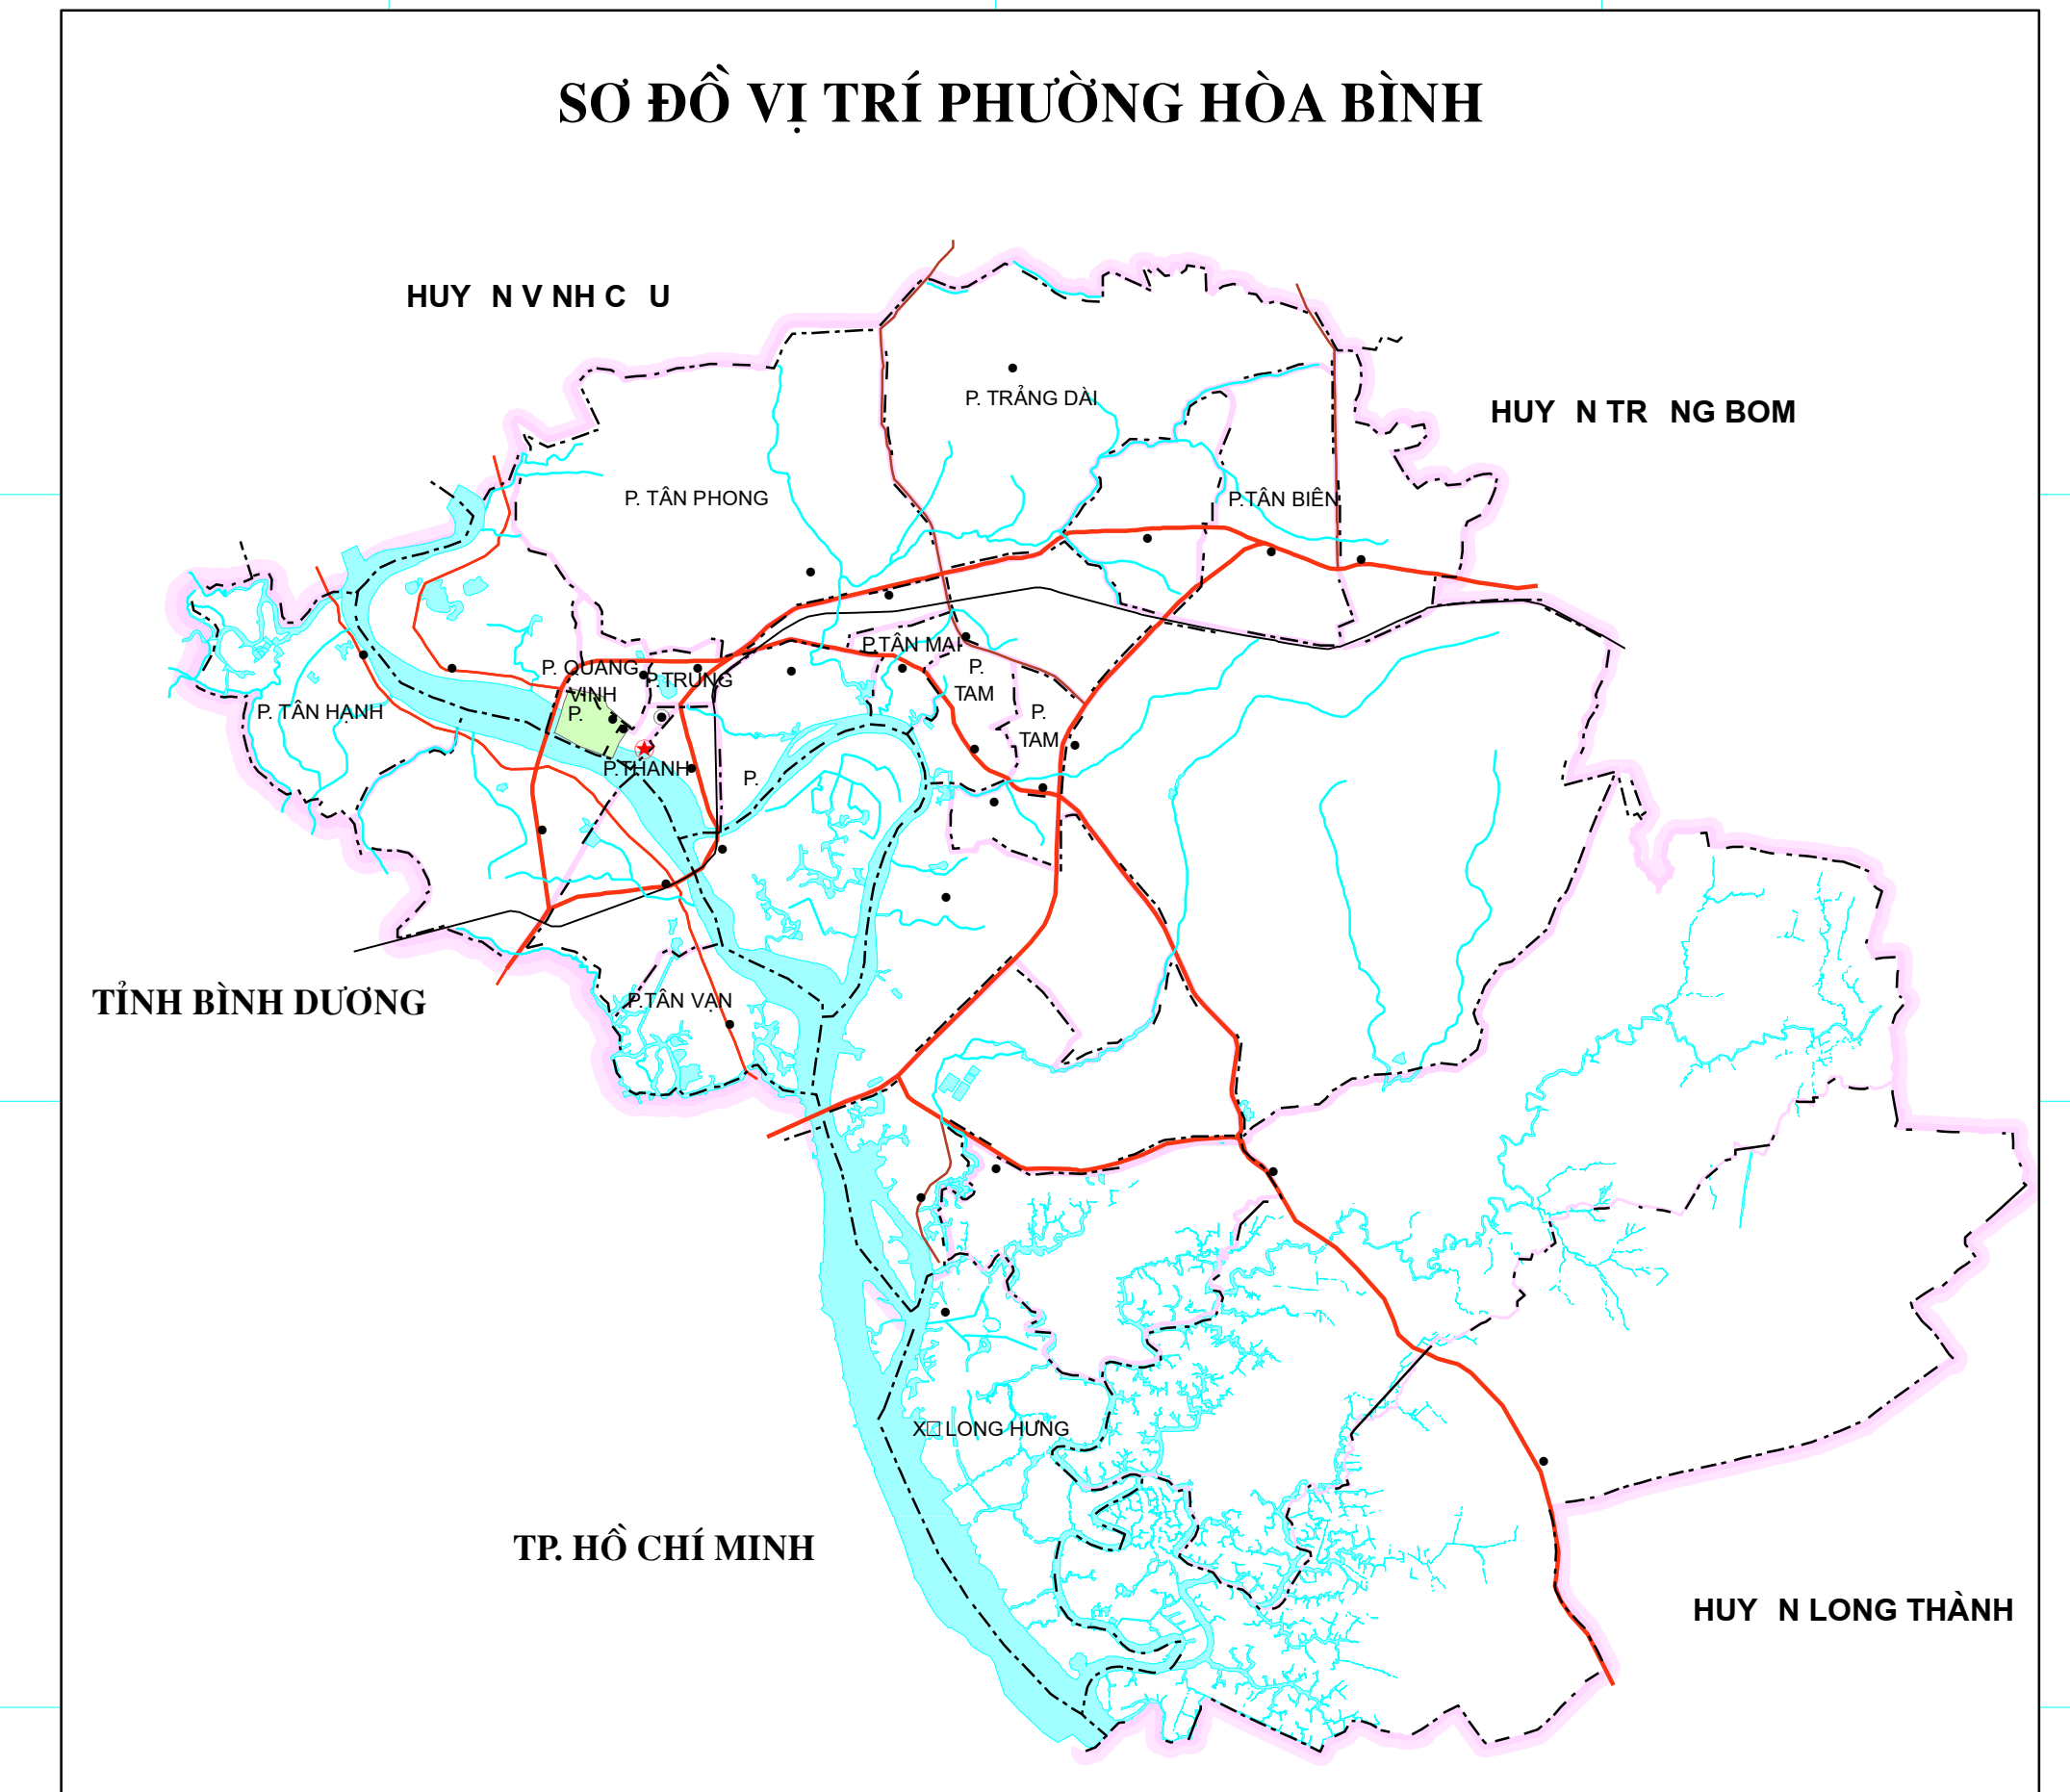 SƠ ĐỒ VỊ TRÍ PHƯỜNG HÒA BÌNH
HUY N V NH C U
P. TRẢNG DÀI
HUY N TR NG BOM
P. TÂN PHONG
P.TÂN BIÊN
P.TÂN MAI
P. QUANG
VINH
P.TRUNG
P.
TAM
P. TÂN HẠNH
P.
P.
TAM
P.THANH
P.
TỈNH BÌNH DƯƠNG
P.TÂN VẠN
X□ LONG HƯNG
TP. HỒ CHÍ MINH
HUY N LONG THÀNH